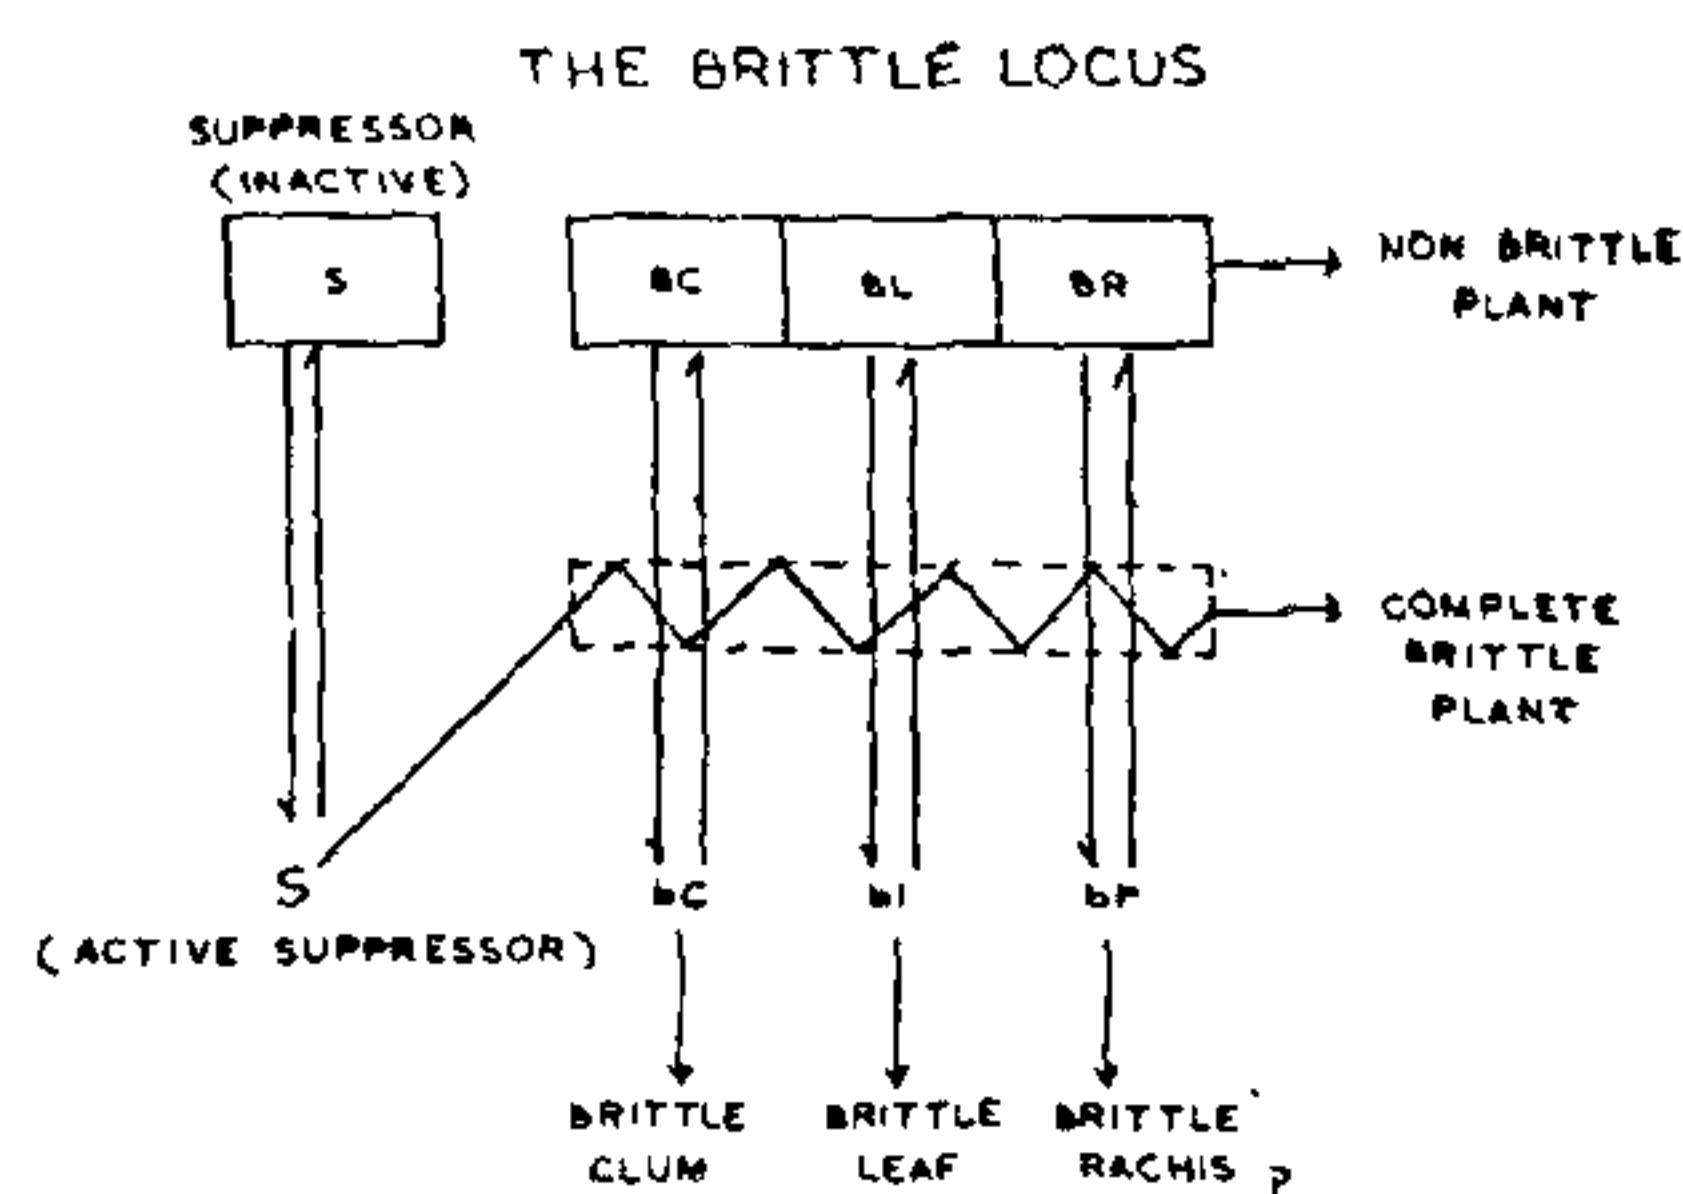 THE BRITTLE LOCUS
SUPPRESSOR
(INACTIVE)
S
BC
BL
BR
NON BRITTLE
PLANT
COMPLETE
BRITTLE
PLANT
S
(ACTIVE SUPPRESSOR)
bC
bl
br
BRITTLE
CLUM
BRITTLE
LEAF
BRITTLE
RACHIS ?